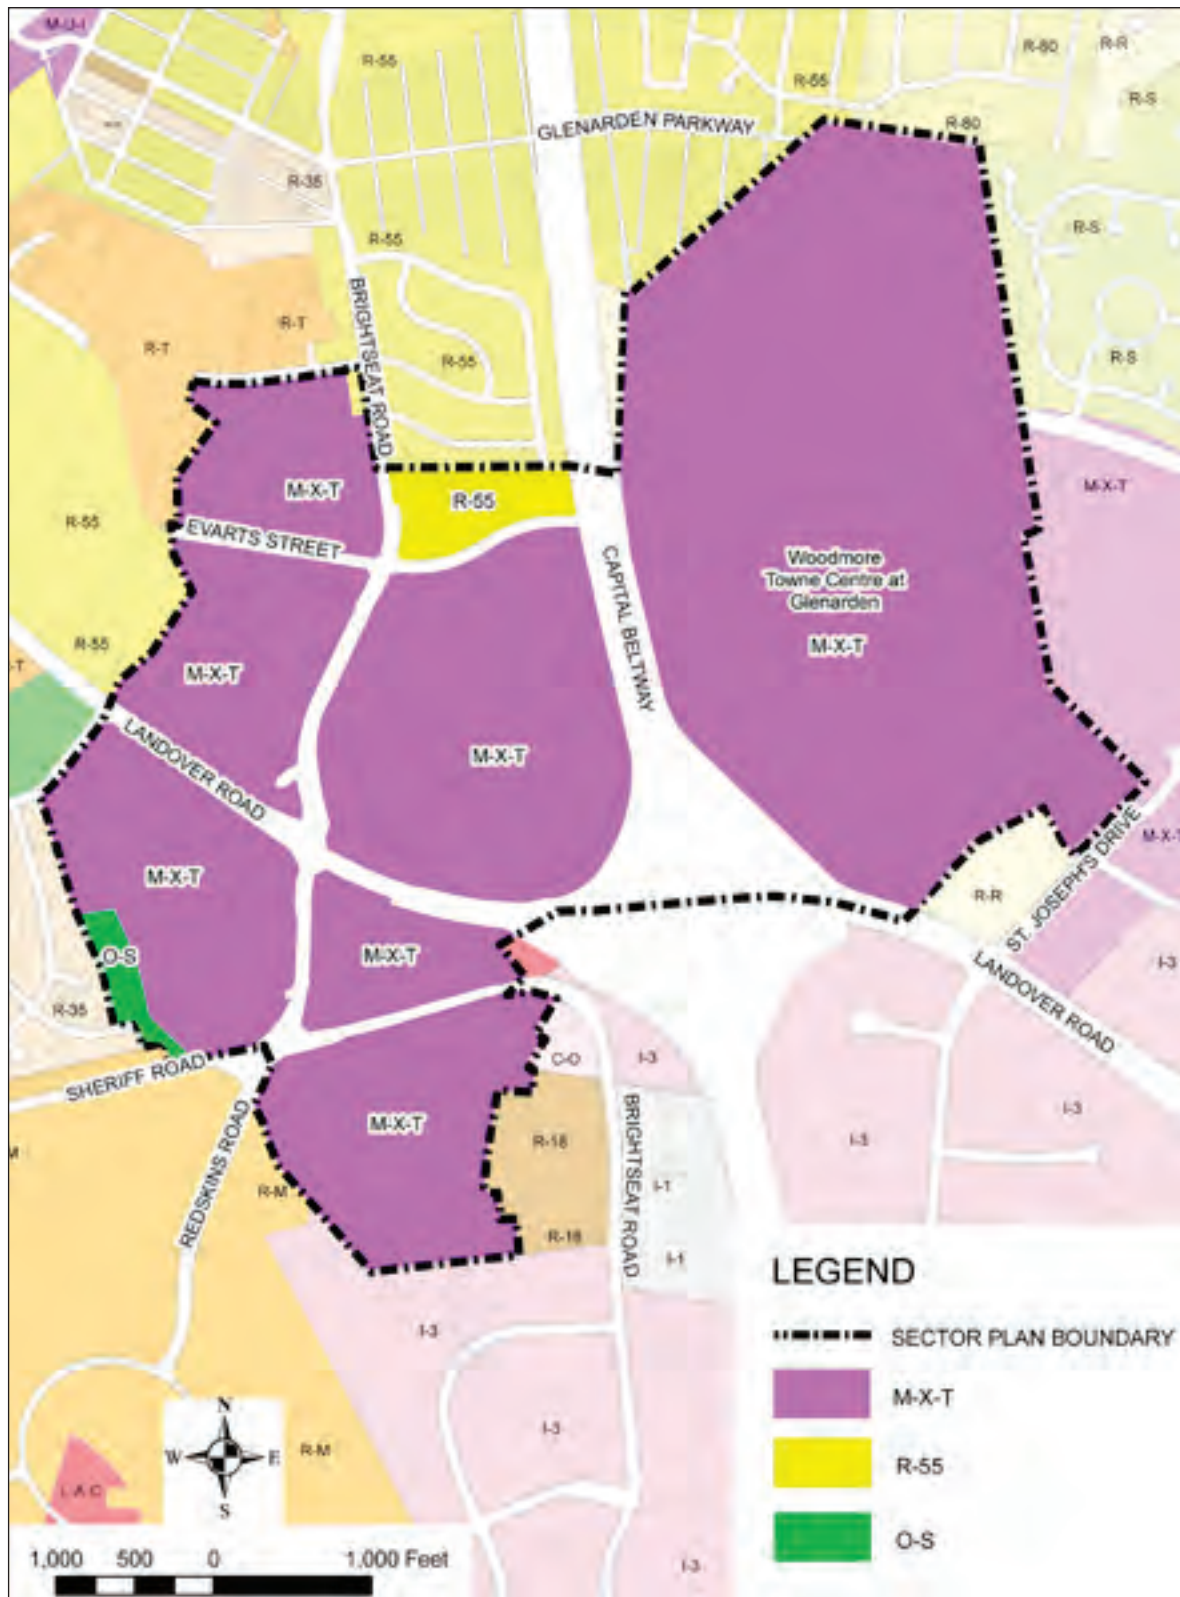 M-U-I
R-55
R-80
R-R
R-55
R-S
GLENARDEN PARKWAY
R-80
R-35
R-S
R-55
BRIGHTSEAT ROAD
R-T
R-T
R-55
R-S
M-X-T
M-X-T
R-55
R-55
EVARTS STREET
CAPITAL BELTWAY
Woodmore
Towne Centre at
Glenarden
M-X-T
R-55
M-X-T
-T
LANDOVER ROAD
M-X-T
M-X-T
M-X-T
R-R
ST. JOSEPH'S DRIVE
O-S
M-X-T
I-3
LANDOVER ROAD
R-35
SHERIFF ROAD
C-O
I-3
M-X-T
BRIGHTSEAT ROAD
I-3
R-18
I-3
REDSKINS ROAD
M
R-M
I-1
R-18
I-1
LEGEND
I-3
SECTOR PLAN BOUNDARY
M-X-T
N
W E
S
R-M
I-3
R-55
L-A-C
O-S
1,000 500 0 1,000 Feet
I-3